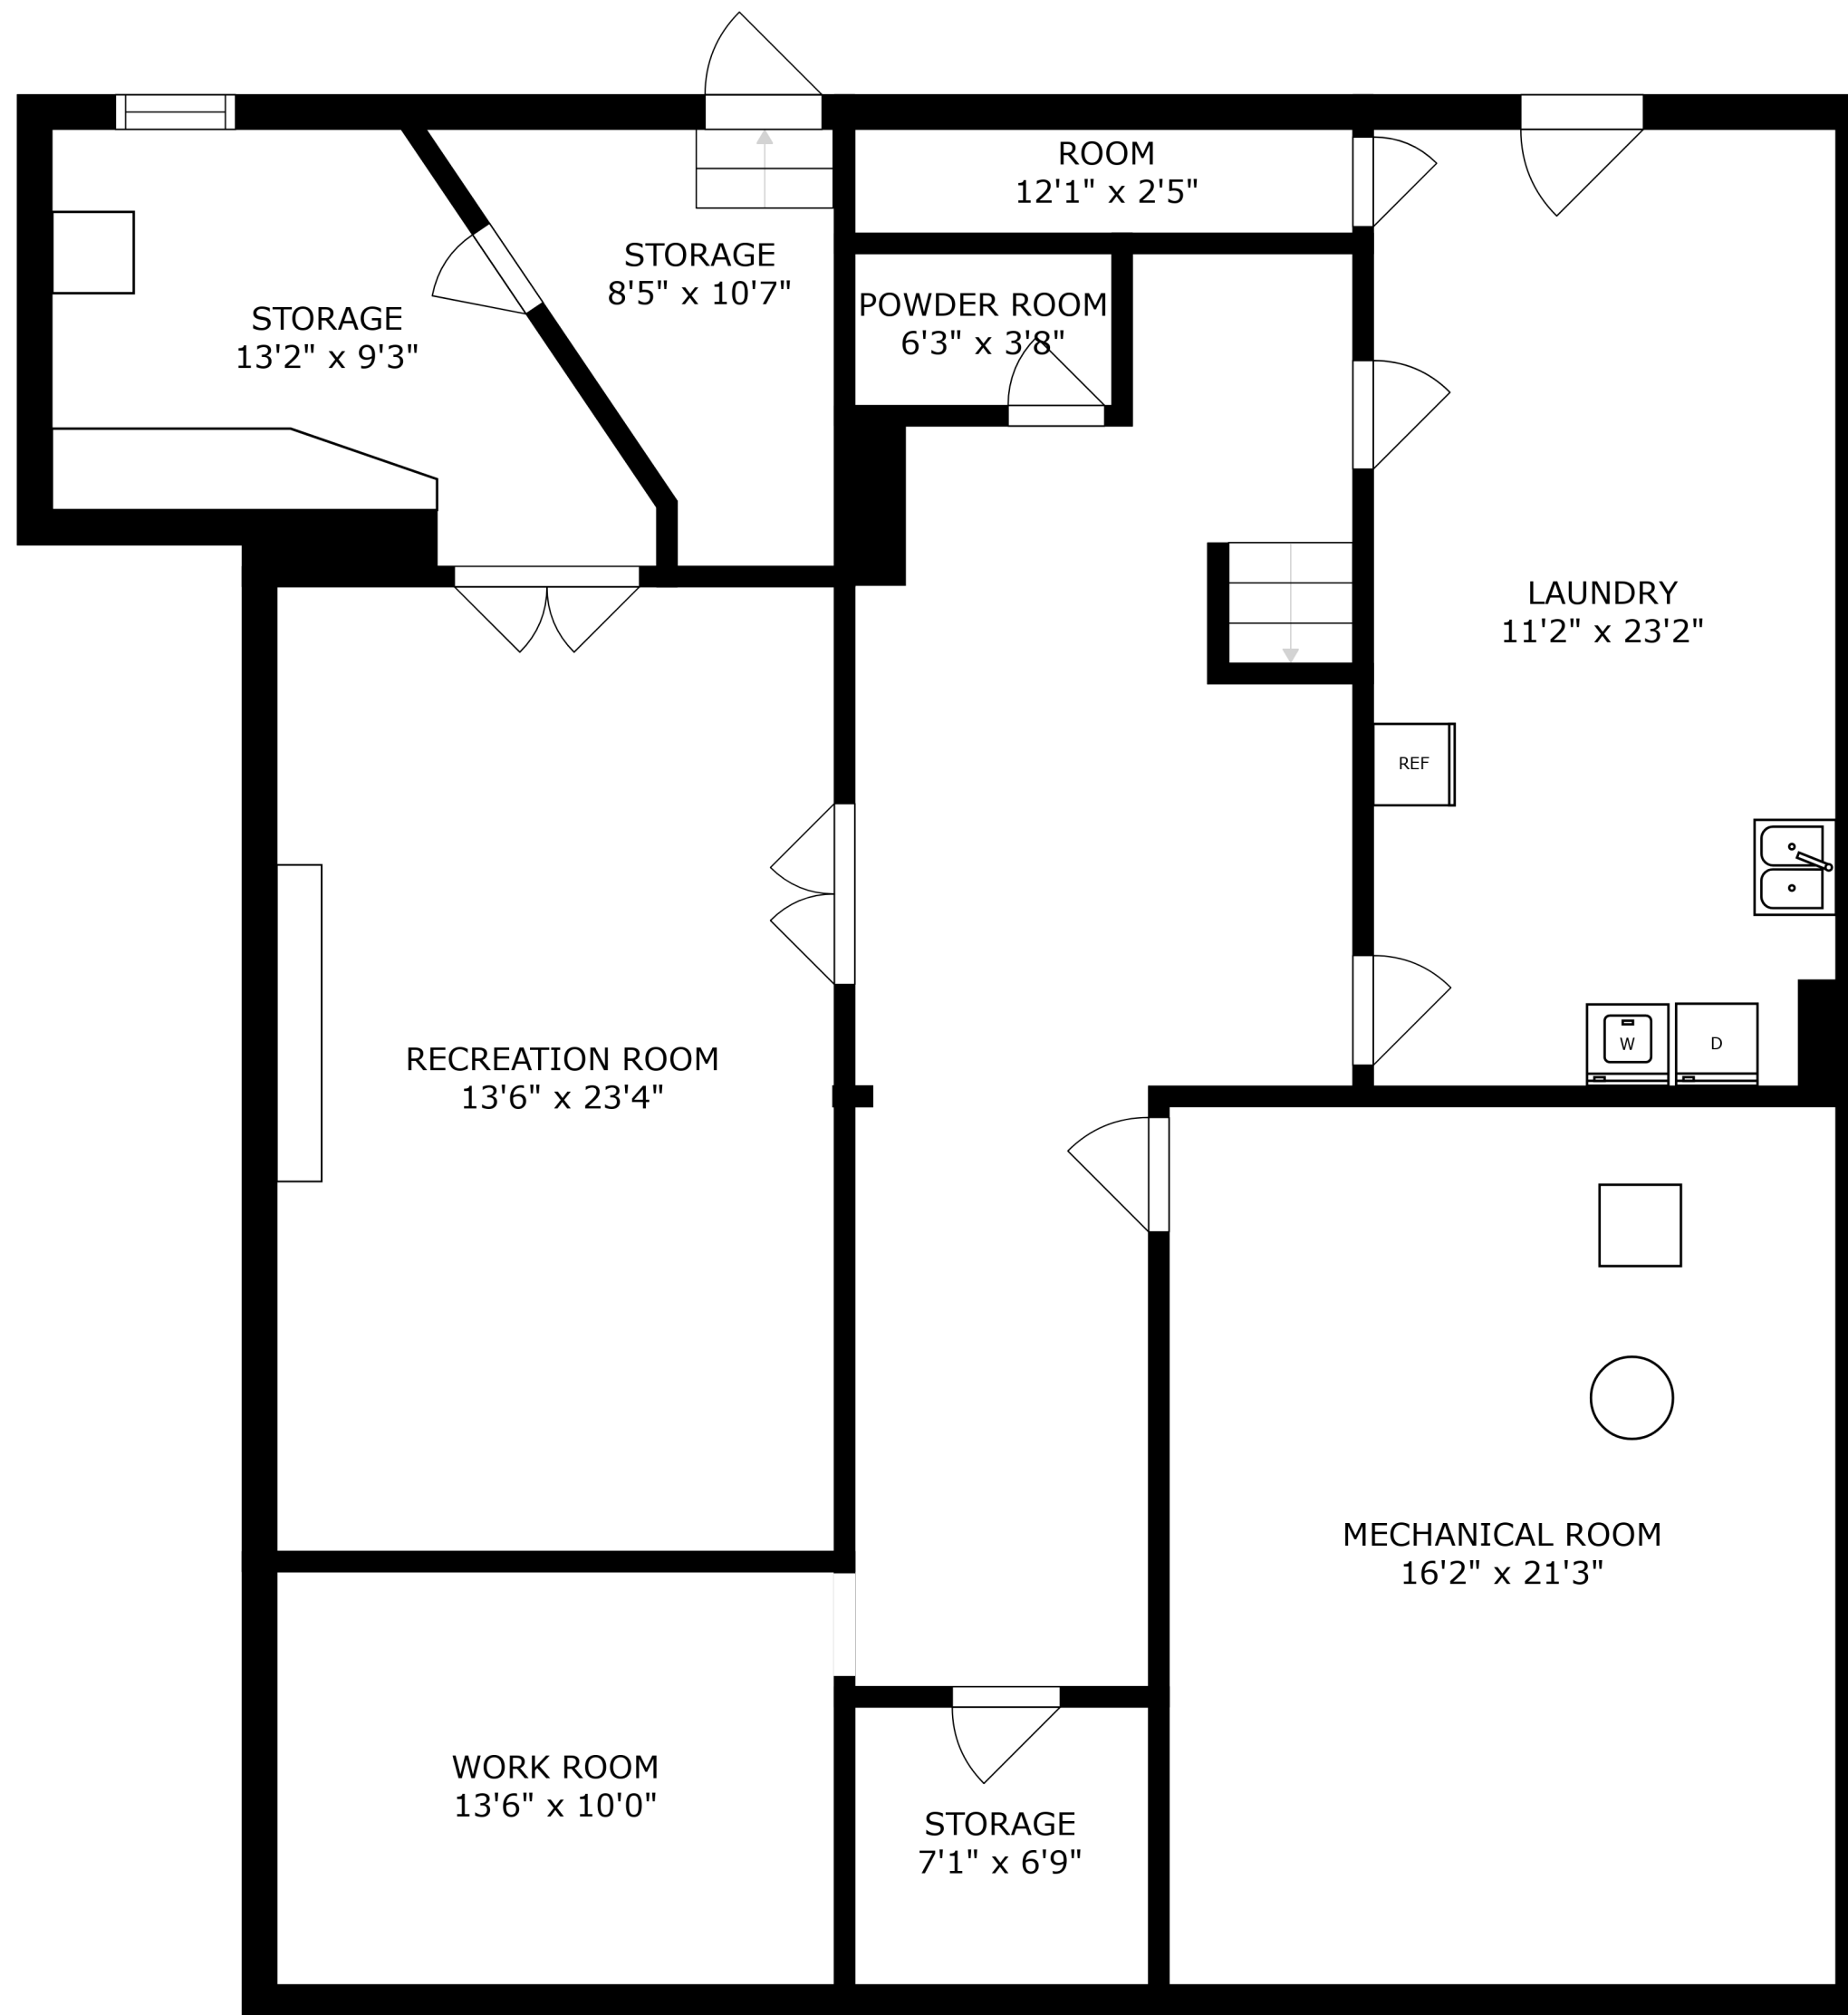 ROOM
12'1" x 2'5"
STORAGE
8'5" x 10'7"
POWDER ROOM
6'3" x 3'8"
STORAGE
13'2" x 9'3"
LAUNDRY
11'2" x 23'2"
REF
W
D
RECREATION ROOM
13'6" x 23'4"
MECHANICAL ROOM
16'2" x 21'3"
WORK ROOM
13'6" x 10'0"
STORAGE
7'1" x 6'9"